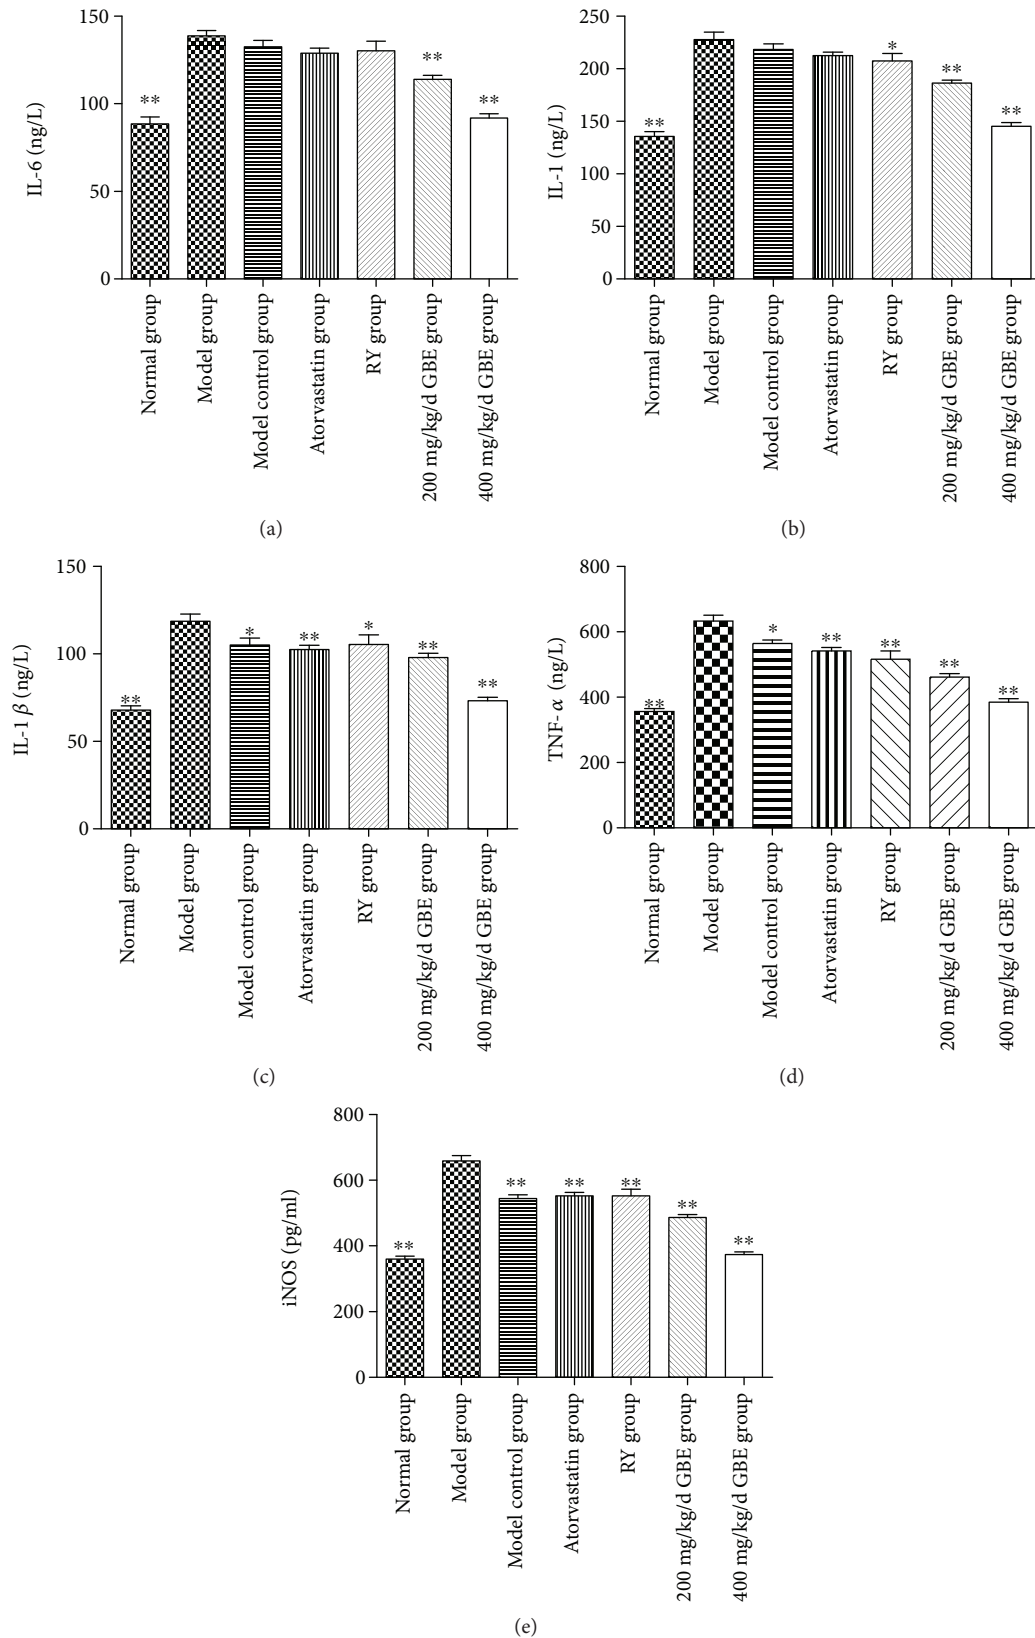 150
100
50
0
IL-6 (ng/L)
**
**
**
Normal group
Model group
Model control group
Atorvastatin group
RY group
200 mg/kg/d GBE group
400 mg/kg/d GBE group
(a)
250
200
150
250
50
0
IL-1 (ng/L)
**
*
**
**
Normal group
Model group
Model control group
Atorvastatin group
RY group
200 mg/kg/d GBE group
400 mg/kg/d GBE group
(b)
150
100
50
0
IL-1 β (ng/L)
**
*
**
*
**
**
Normal group
Model group
Model control group
Atorvastatin group
RY group
200 mg/kg/d GBE group
400 mg/kg/d GBE group
(c)
800
600
400
200
0
TNF- α (ng/L)
**
*
**
**
**
**
Normal group
Model group
Model control group
Atorvastatin group
RY group
200 mg/kg/d GBE group
400 mg/kg/d GBE group
(d)
800
600
400
200
0
iNOS (pg/ml)
**
**
**
**
**
**
Normal group
Model group
Model control group
Atorvastatin group
RY group
200 mg/kg/d GBE group
400 mg/kg/d GBE group
(e)